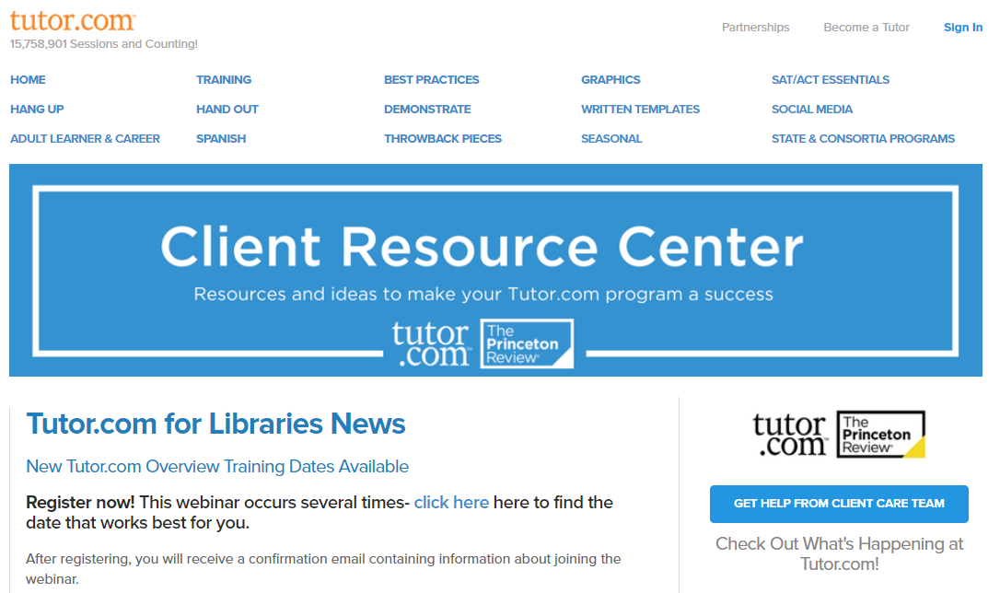 tutor.com™
15,758,901 Sessions and Counting!
Partnerships Become a Tutor Sign In
HOME TRAINING BEST PRACTICES GRAPHICS SAT/ACT ESSENTIALS
HANG UP HAND OUT DEMONSTRATE WRITTEN TEMPLATES SOCIAL MEDIA
ADULT LEARNER & CAREER SPANISH THROWBACK PIECES SEASONAL STATE & CONSORTIA PROGRAMS
Client Resource Center
Resources and ideas to make your Tutor.com program a success
tutor
.com™
The
Princeton
Review®
Tutor.com for Libraries News
New Tutor.com Overview Training Dates Available
Register now! This webinar occurs several times- click here here to find the
date that works best for you.
After registering, you will receive a confirmation email containing information about joining the
webinar.
tutor
.com™
The
Princeton
Review®
GET HELP FROM CLIENT CARE TEAM
Check Out What's Happening at
Tutor.com!